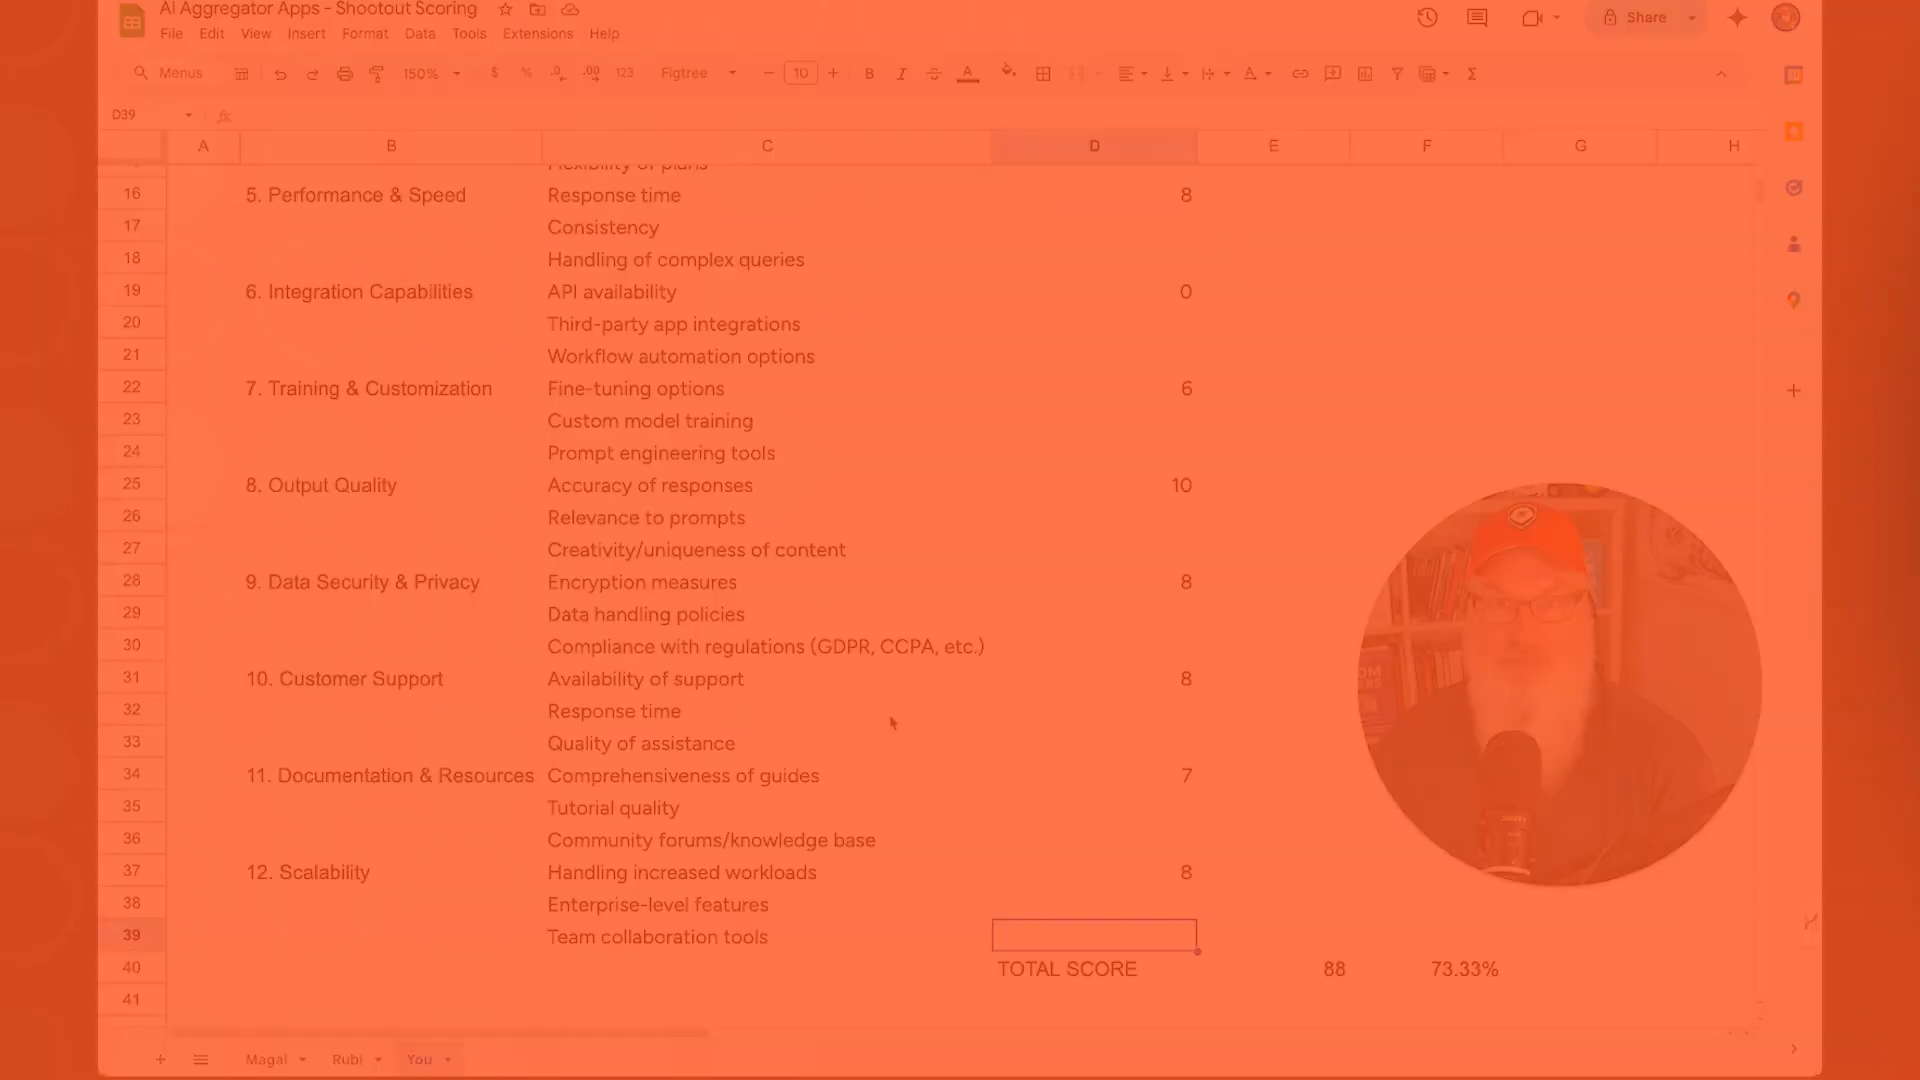 AI Aggregator Apps - Shootout Scoring
File Edit View Insert Format Data Tools Extensions Help
Share
Menus 150% $ % .0 .00 123 Figtree 10 B I A Σ
D39 fx
A B C D E F G H
Flexibility of plans
16 5. Performance & Speed Response time 8
17 Consistency
18 Handling of complex queries
19 6. Integration Capabilities API availability 0
20 Third-party app integrations
21 Workflow automation options
22 7. Training & Customization Fine-tuning options 6
23 Custom model training
24 Prompt engineering tools
25 8. Output Quality Accuracy of responses 10
26 Relevance to prompts
27 Creativity/uniqueness of content
28 9. Data Security & Privacy Encryption measures 8
29 Data handling policies
30 Compliance with regulations (GDPR, CCPA, etc.)
31 10. Customer Support Availability of support 8
32 Response time
33 Quality of assistance
34 11. Documentation & Resources Comprehensiveness of guides 7
35 Tutorial quality
36 Community forums/knowledge base
37 12. Scalability Handling increased workloads 8
38 Enterprise-level features
39 Team collaboration tools
40 TOTAL SCORE 88 73.33%
41
Magal Rubi You